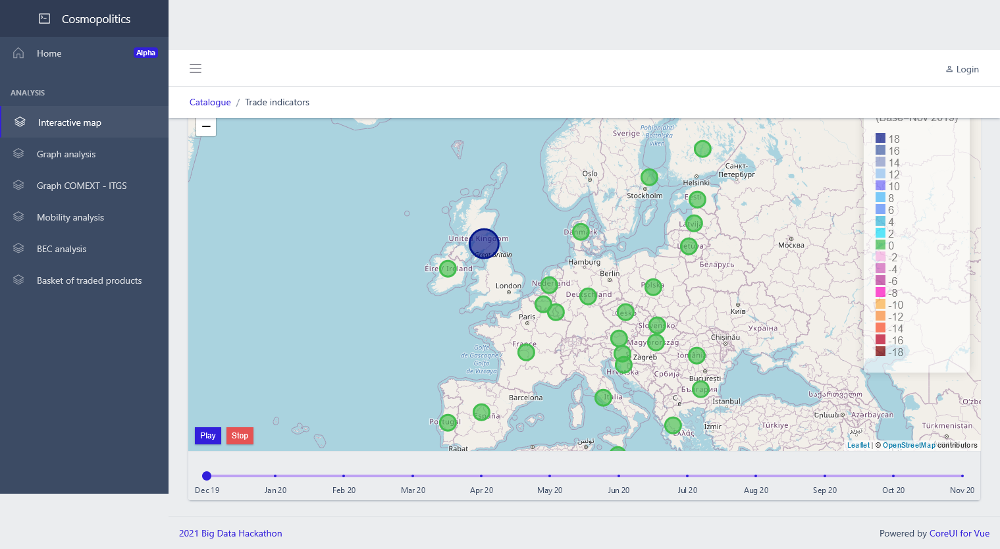 Cosmopolitics
Home
Alpha
ANALYSIS
Interactive map
Graph analysis
Graph COMEXT - ITGS
Mobility analysis
BEC analysis
Basket of traded products
Login
Catalogue / Trade indicators
−
(Base=Nov 2019)
18
16
14
12
10
8
6
4
2
0
-2
-4
-6
-8
-10
-12
-14
-16
-18
Sverige
Pohjanlahti
- Bottniska
viken
Oslo
Санкт-
Петербург
Helsinki
Stockholm
Eesti
Latvija
Danmark
United Kingdom
Great Britain
Lietuva
Москва
Hamburg
Беларусь
Éire / Ireland
Berlin
London
Nederland
Polska
Deutschland
Paris
Česko
Київ
Slovensko
Україна
Chișinău
France
Magyarország
Golfe
de Gascogne /
Golfo
de Vizcaya
Zagreb
România
Hrvatska
Србија
București
България
Barcelona
Italia
İstanbul
საქართველო
O'zbe
Portugal
España
Երևան
Azərbaycan
İzmir
Türkiye
Ελλάς
Türkmenistan
تبریز
تونس
Rabat
Play
Stop
Leaflet | © OpenStreetMap contributors
Dec 19
Jan 20
Feb 20
Mar 20
Apr 20
May 20
Jun 20
Jul 20
Aug 20
Sep 20
Oct 20
Nov 20
2021 Big Data Hackathon
Powered by CoreUI for Vue